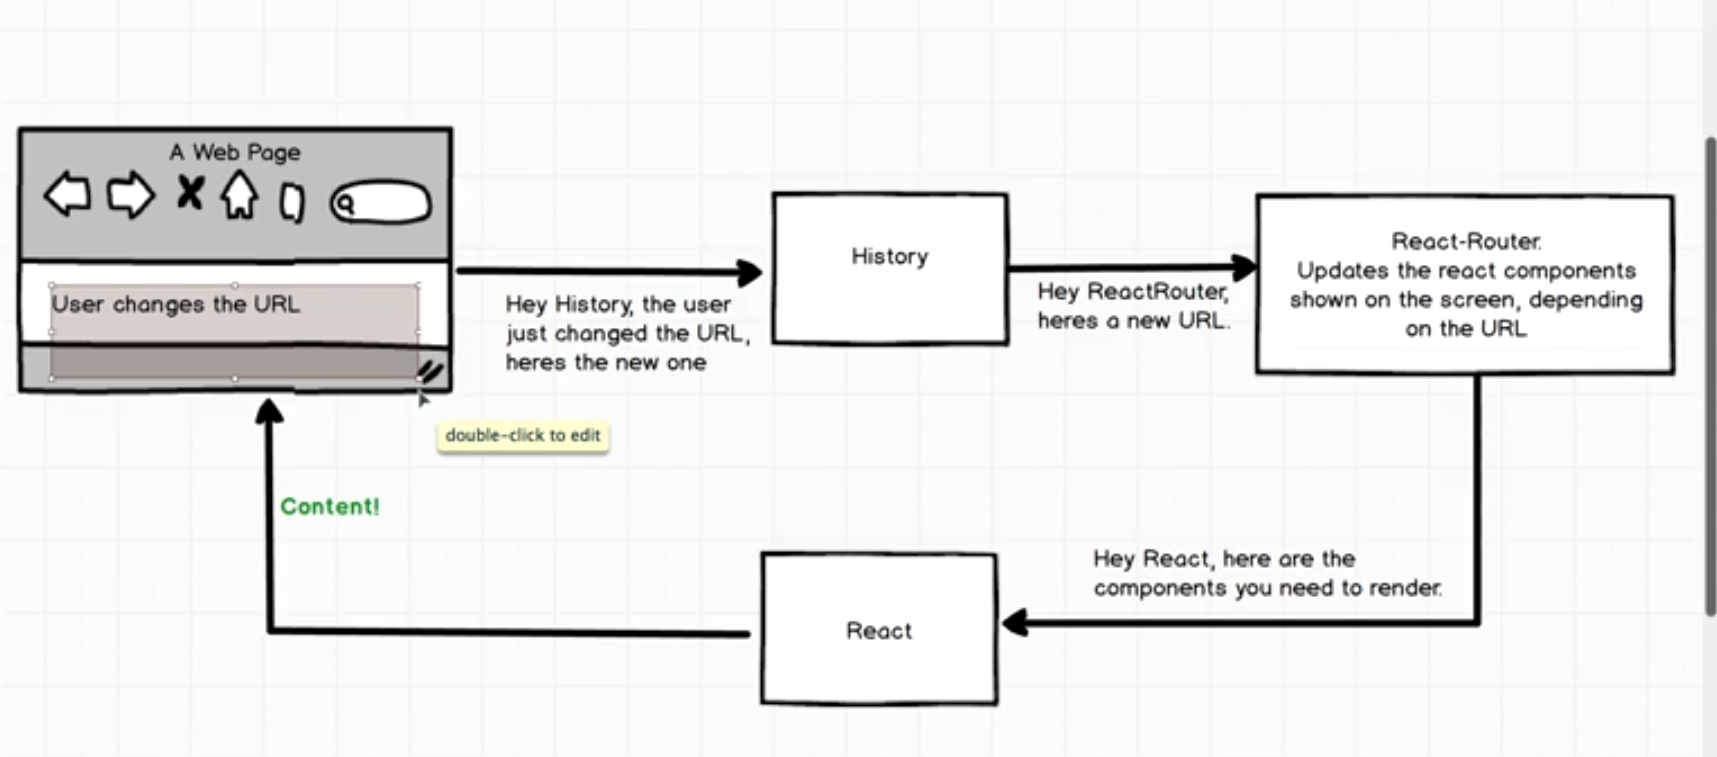 A Web Page
User changes the URL
Hey History, the user
just changed the URL,
heres the new one
History
Hey ReactRouter,
heres a new URL.
React-Router.
Updates the react components
shown on the screen, depending
on the URL
double-click to edit
Content!
Hey React, here are the
components you need to render.
React